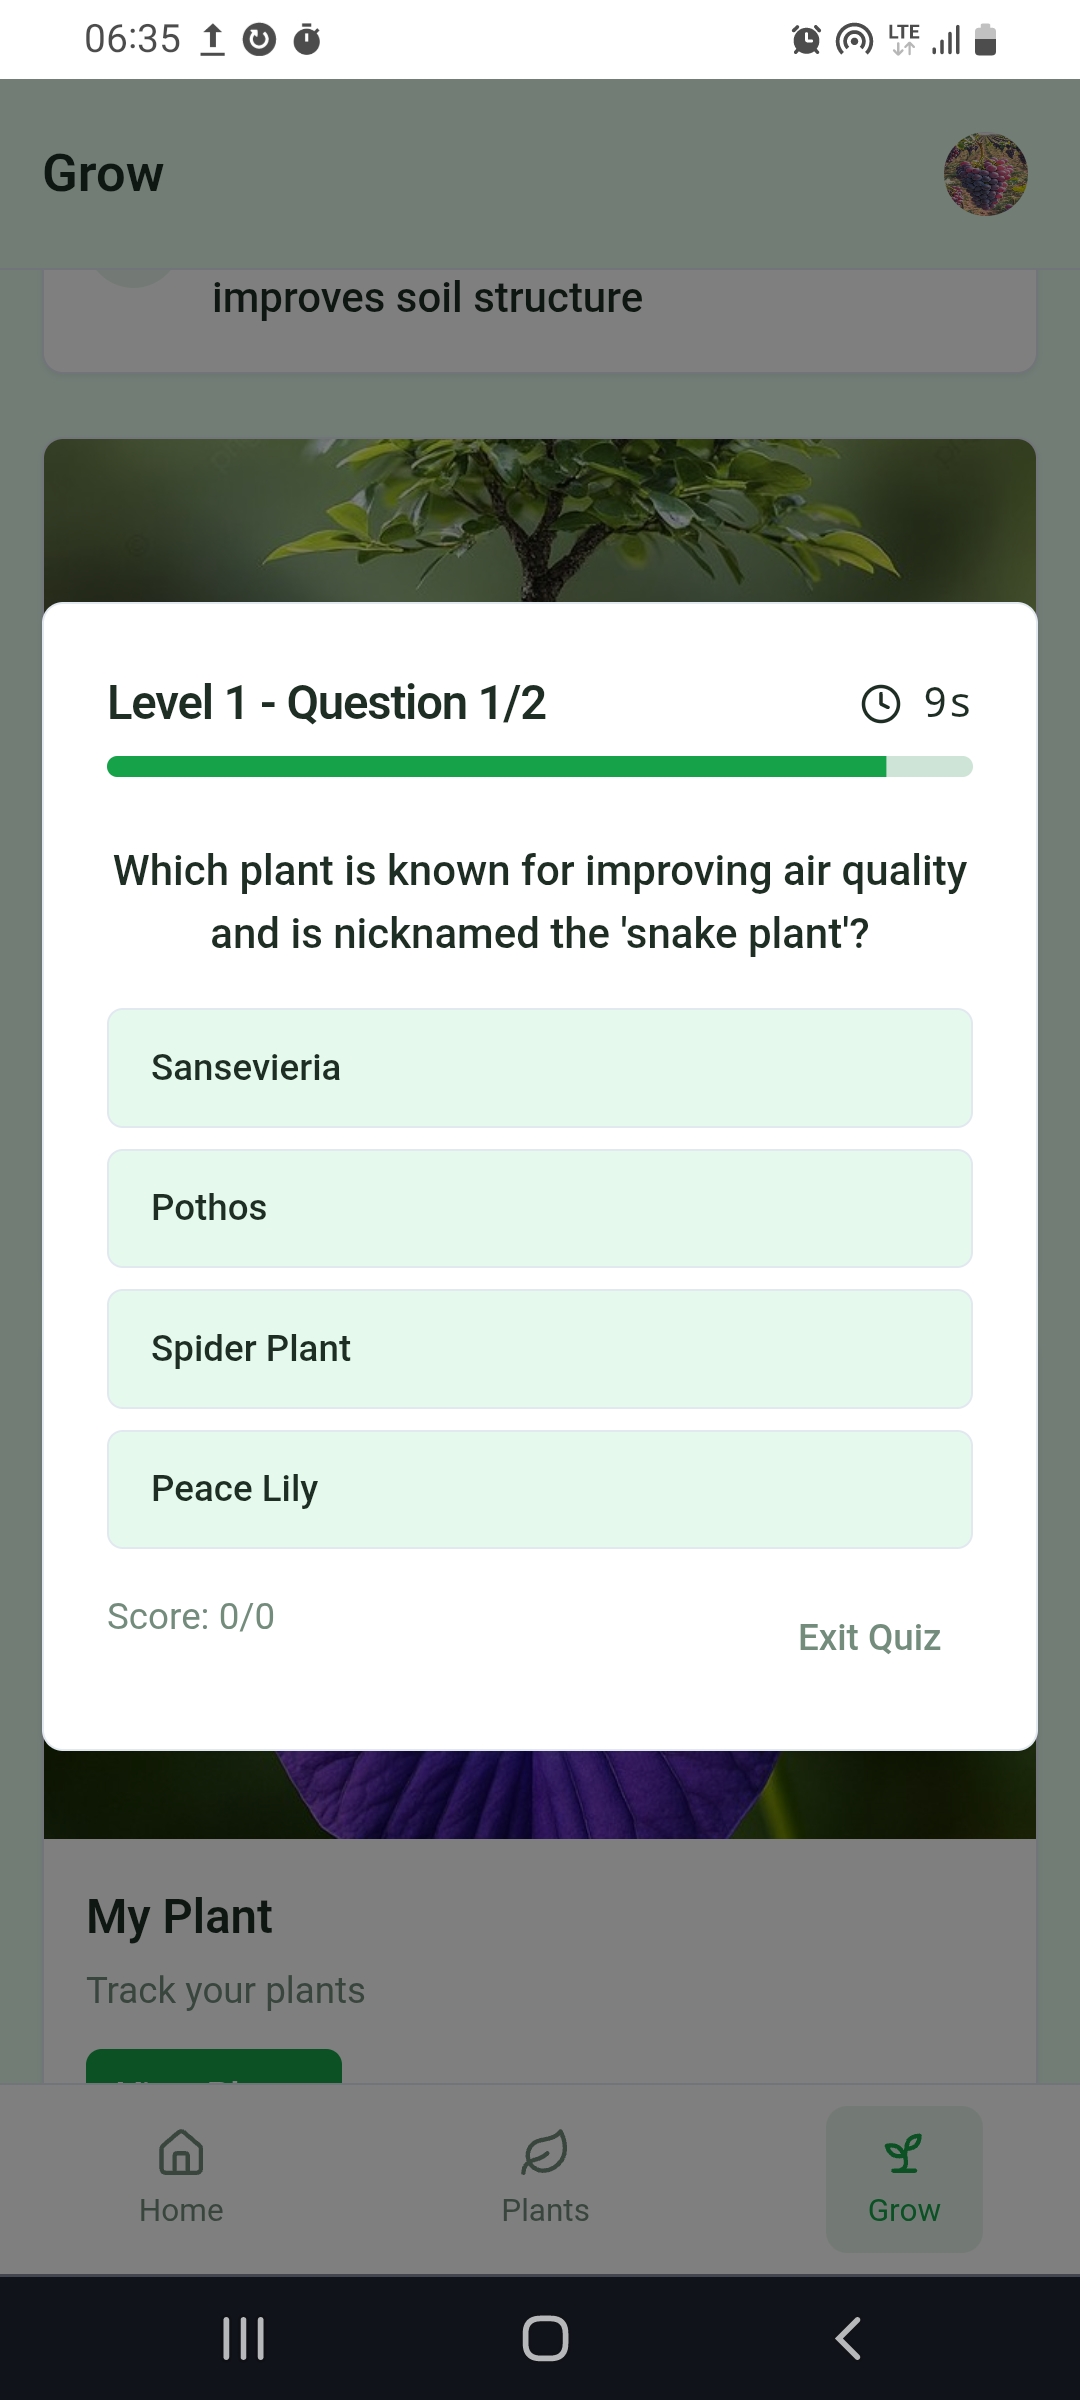 06:35
LTE
Grow
improves soil structure
Level 1 - Question 1/2
9s
Which plant is known for improving air quality
and is nicknamed the 'snake plant'?
Sansevieria
Pothos
Spider Plant
Peace Lily
Score: 0/0
Exit Quiz
My Plant
Track your plants
Home
Plants
Grow